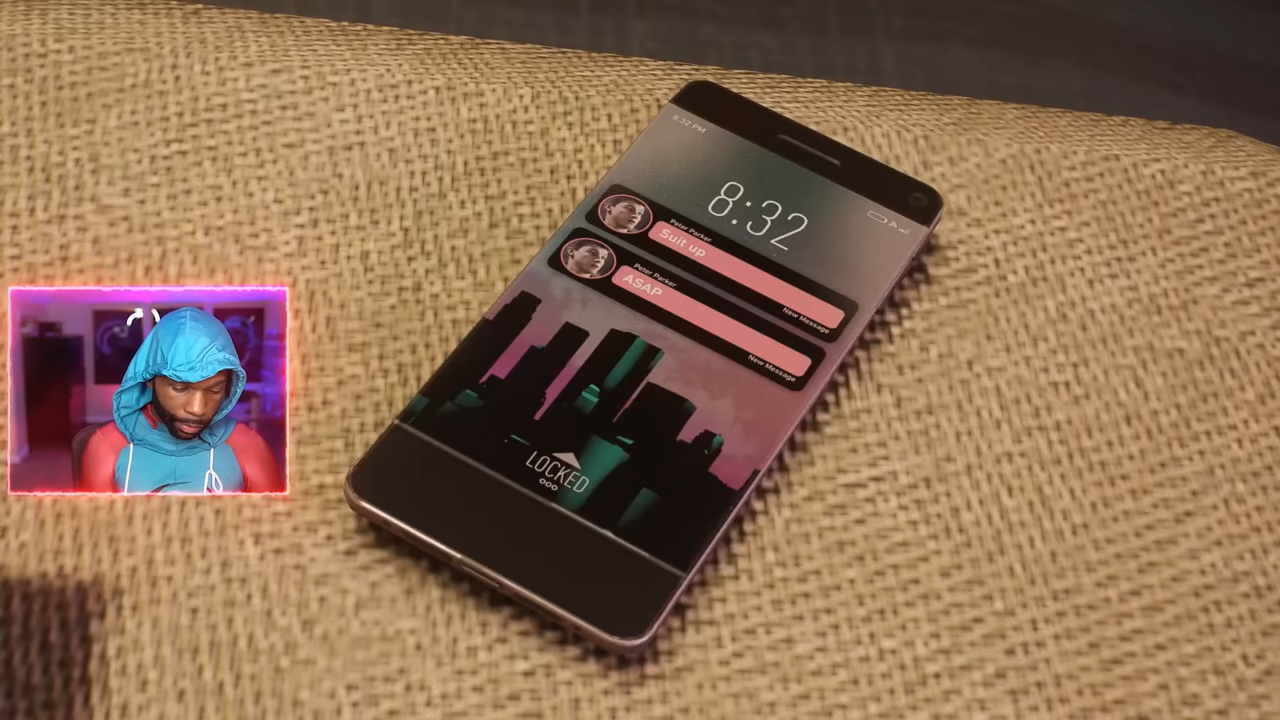 8:32 PM
8:32
Peter Parker
Suit up
New Message
Peter Parker
ASAP
New Message
LOCKED